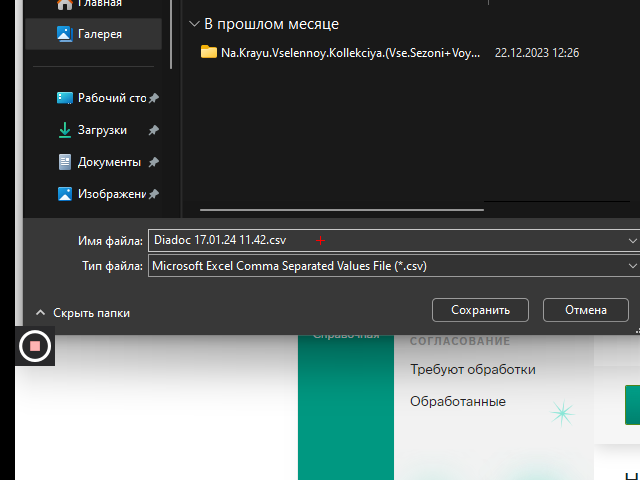 Главная
Галерея
Рабочий сто
Загрузки
Документы
Изображени
В прошлом месяце
Na.Krayu.Vselennoy.Kollekciya.(Vse.Sezoni+Voy... 22.12.2023 12:26
Имя файла: Diadoc 17.01.24 11.42.csv
Тип файла: Microsoft Excel Comma Separated Values File (*.csv)
Скрыть папки
Сохранить
Отмена
Справочная
СОГЛАСОВАНИЕ
Требуют обработки
Обработанные